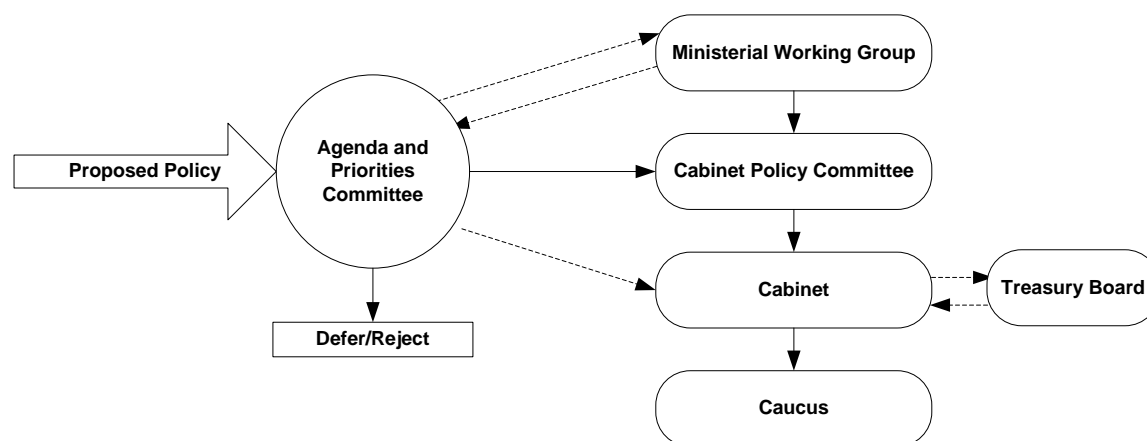 Ministerial Working Group
Proposed Policy
Agenda and
Priorities
Committee
Cabinet Policy Committee
Cabinet
Treasury Board
Defer/Reject
Caucus